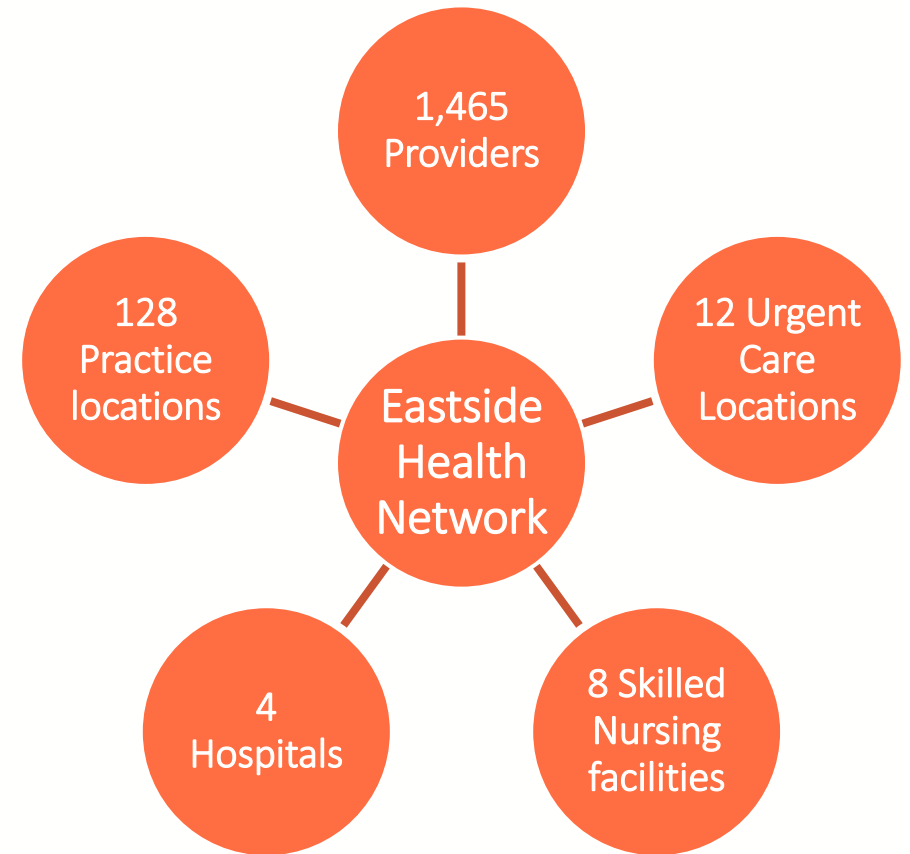 1,465
Providers
12 Urgent
Care
Locations
8 Skilled
Nursing
facilities
4
Hospitals
128
Practice
locations
Eastside
Health
Network